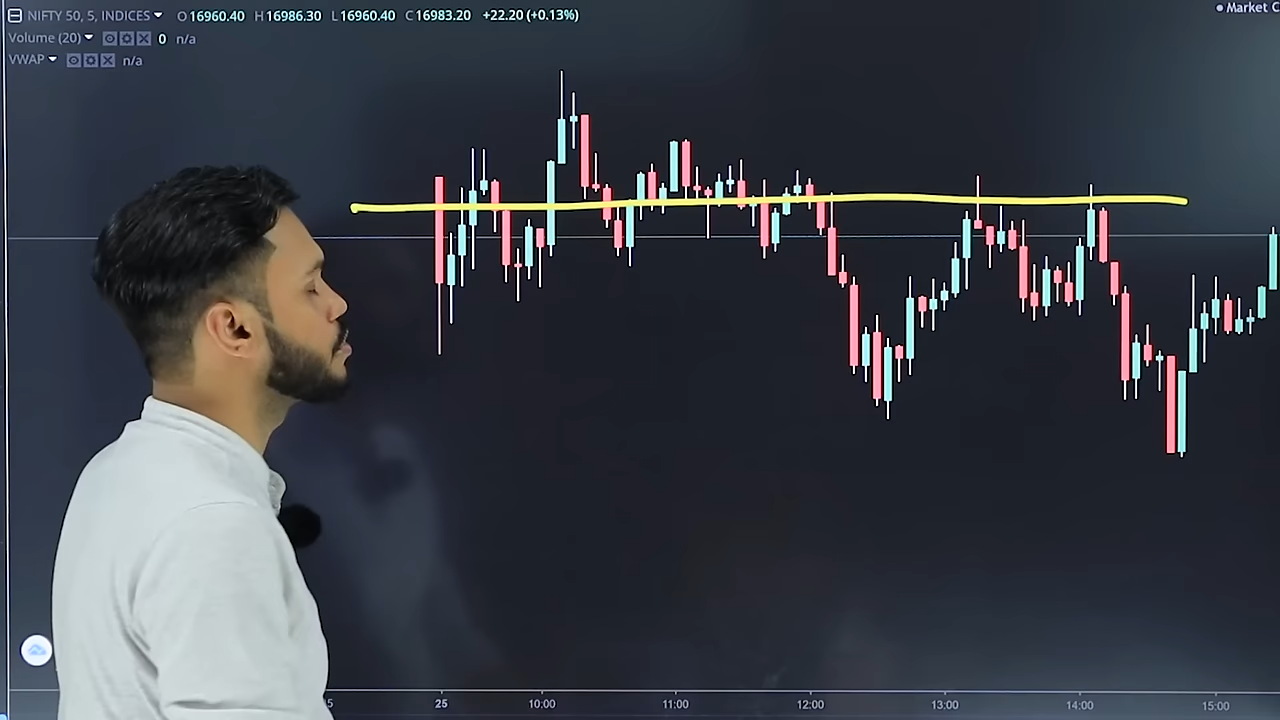 NIFTY 50, 5, INDICES O 16960.40 H 16986.30 L 16960.40 C 16983.20 +22.20 (+0.13%)
Market C
Volume (20) 0 n/a
VWAP n/a
5 25 10:00 11:00 12:00 13:00 14:00 15:00